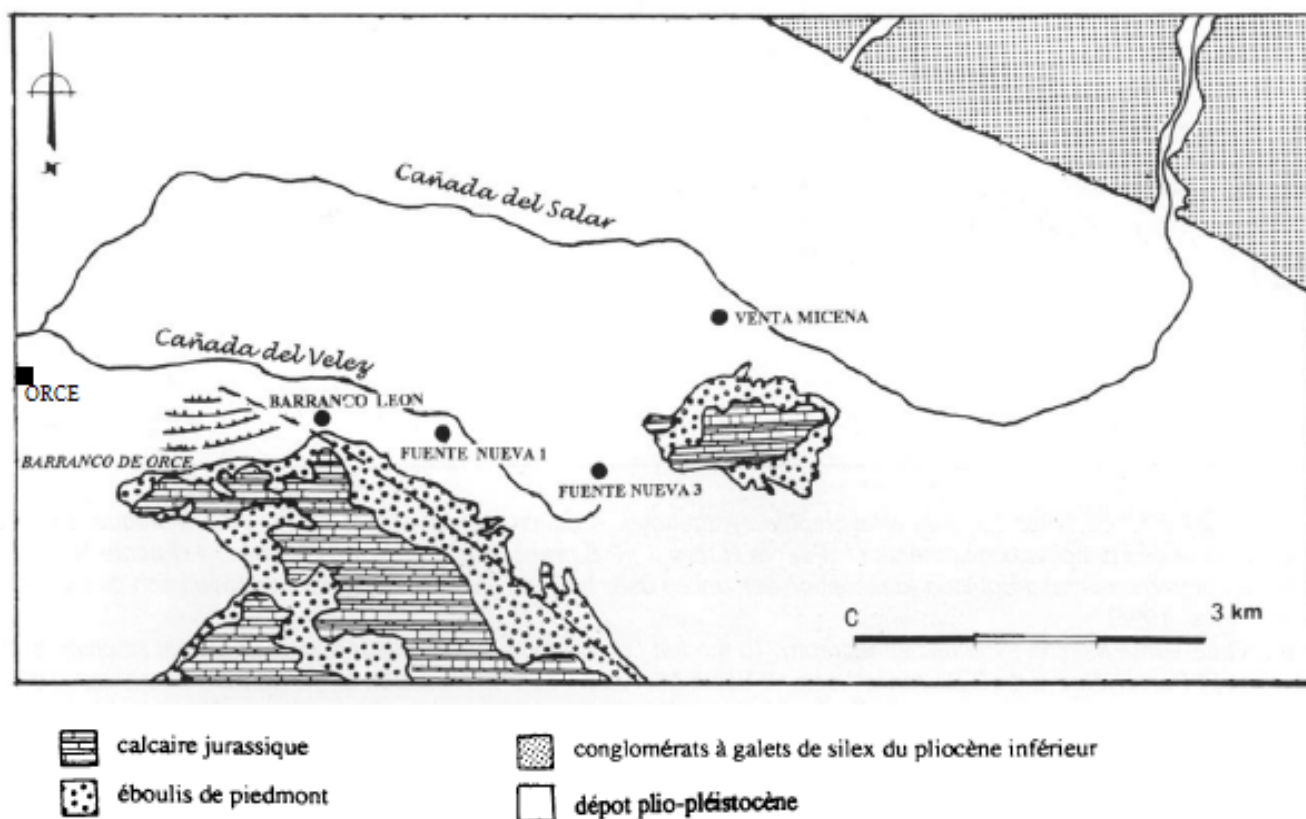 N
Cañada del Salar
VENTA MICENA
Cañada del Velez
ORCE
BARRANCO LEON
FUENTE NUEVA 1
BARRANCO DE ORCE
FUENTE NUEVA 3
C 3 km
calcaire jurassique
conglomérats à galets de silex du pliocène inférieur
éboulis de piedmont
dépot plio-pléistocène